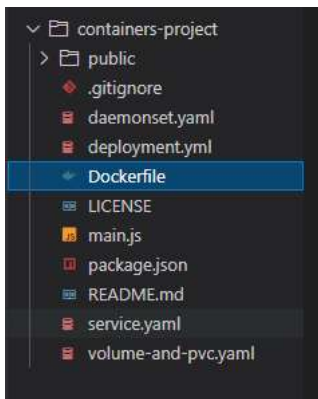 containers-project
public
.gitignore
daemonset.yaml
deployment.yml
Dockerfile
LICENSE
main.js
package.json
README.md
service.yaml
volume-and-pvc.yaml